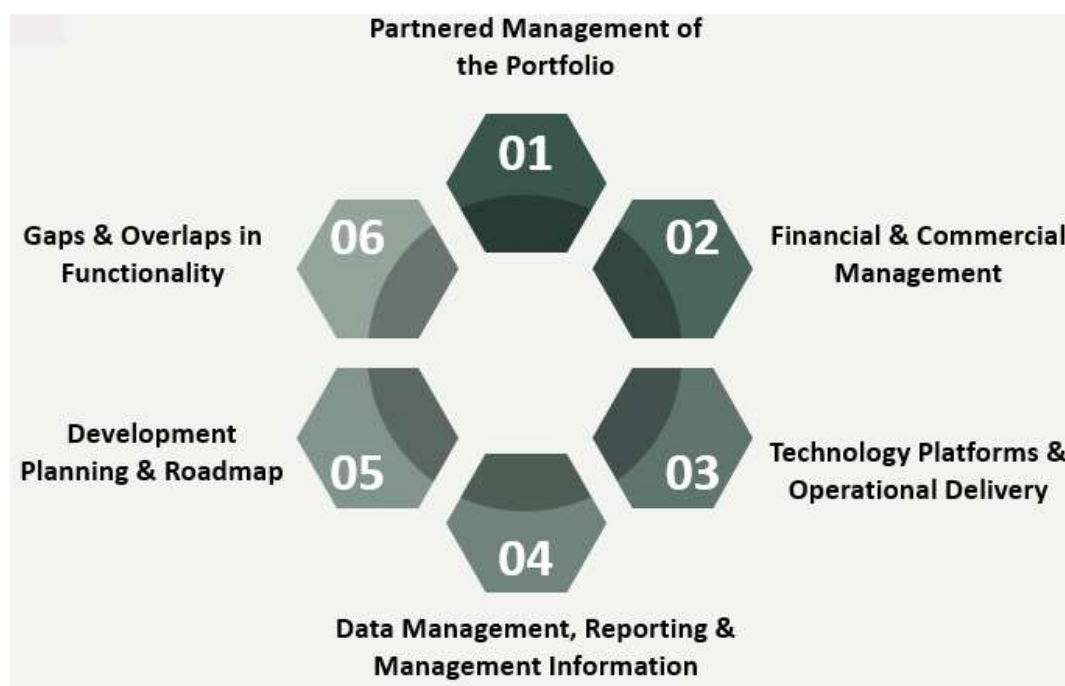 Partnered Management of
the Portfolio
01
02
Financial & Commercial
Management
03
Technology Platforms &
Operational Delivery
04
Data Management, Reporting &
Management Information
05
Development
Planning & Roadmap
06
Gaps & Overlaps in
Functionality